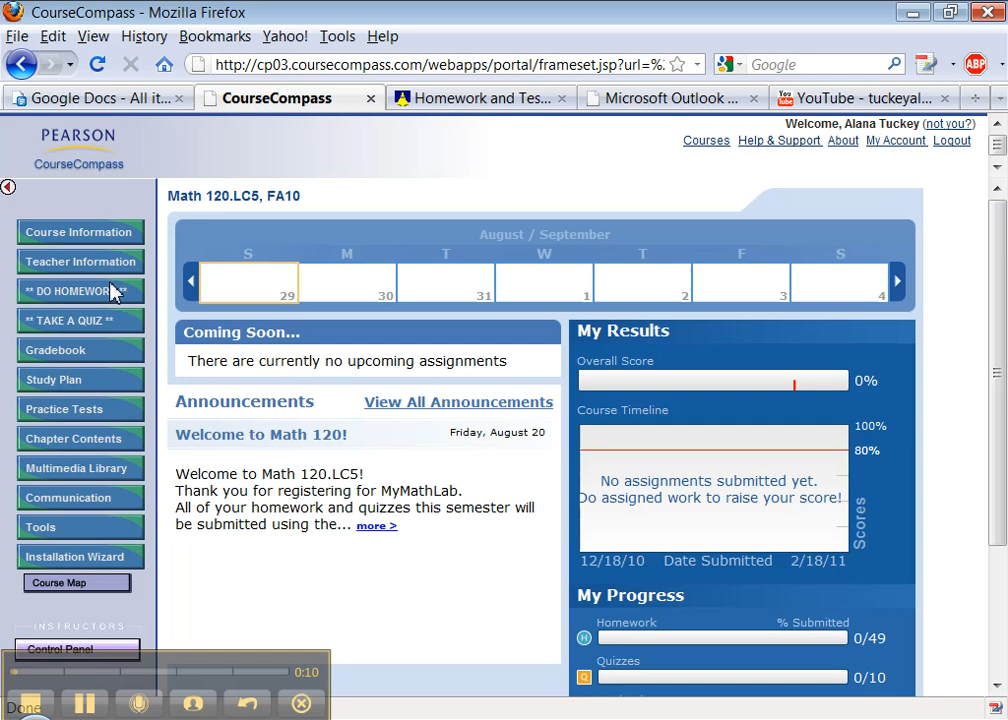 CourseCompass - Mozilla Firefox
File Edit View History Bookmarks Yahoo! Tools Help
http://cp03.coursecompass.com/webapps/portal/frameset.jsp?url=%
Google
ABP
Google Docs - All it...
CourseCompass
Homework and Tes...
Microsoft Outlook ...
YouTube - tuckeyal...
PEARSON
CourseCompass
Welcome, Alana Tuckey (not you?)
Courses Help & Support About My Account Logout
Course Information
Teacher Information
** DO HOMEWORK **
** TAKE A QUIZ **
Gradebook
Study Plan
Practice Tests
Chapter Contents
Multimedia Library
Communication
Tools
Installation Wizard
Course Map
INSTRUCTORS
Control Panel
Math 120.LC5, FA10
August / September
S M T W T F S
29 30 31 1 2 3 4
Coming Soon...
There are currently no upcoming assignments
Announcements View All Announcements
Welcome to Math 120! Friday, August 20
Welcome to Math 120.LC5!
Thank you for registering for MyMathLab.
All of your homework and quizzes this semester will
be submitted using the... more >
My Results
Overall Score
0%
Course Timeline
100%
80%
No assignments submitted yet.
Do assigned work to raise your score!
Scores
12/18/10 Date Submitted 2/18/11
My Progress
Homework % Submitted
H 0/49
Quizzes
Q 0/10
0:10
Done